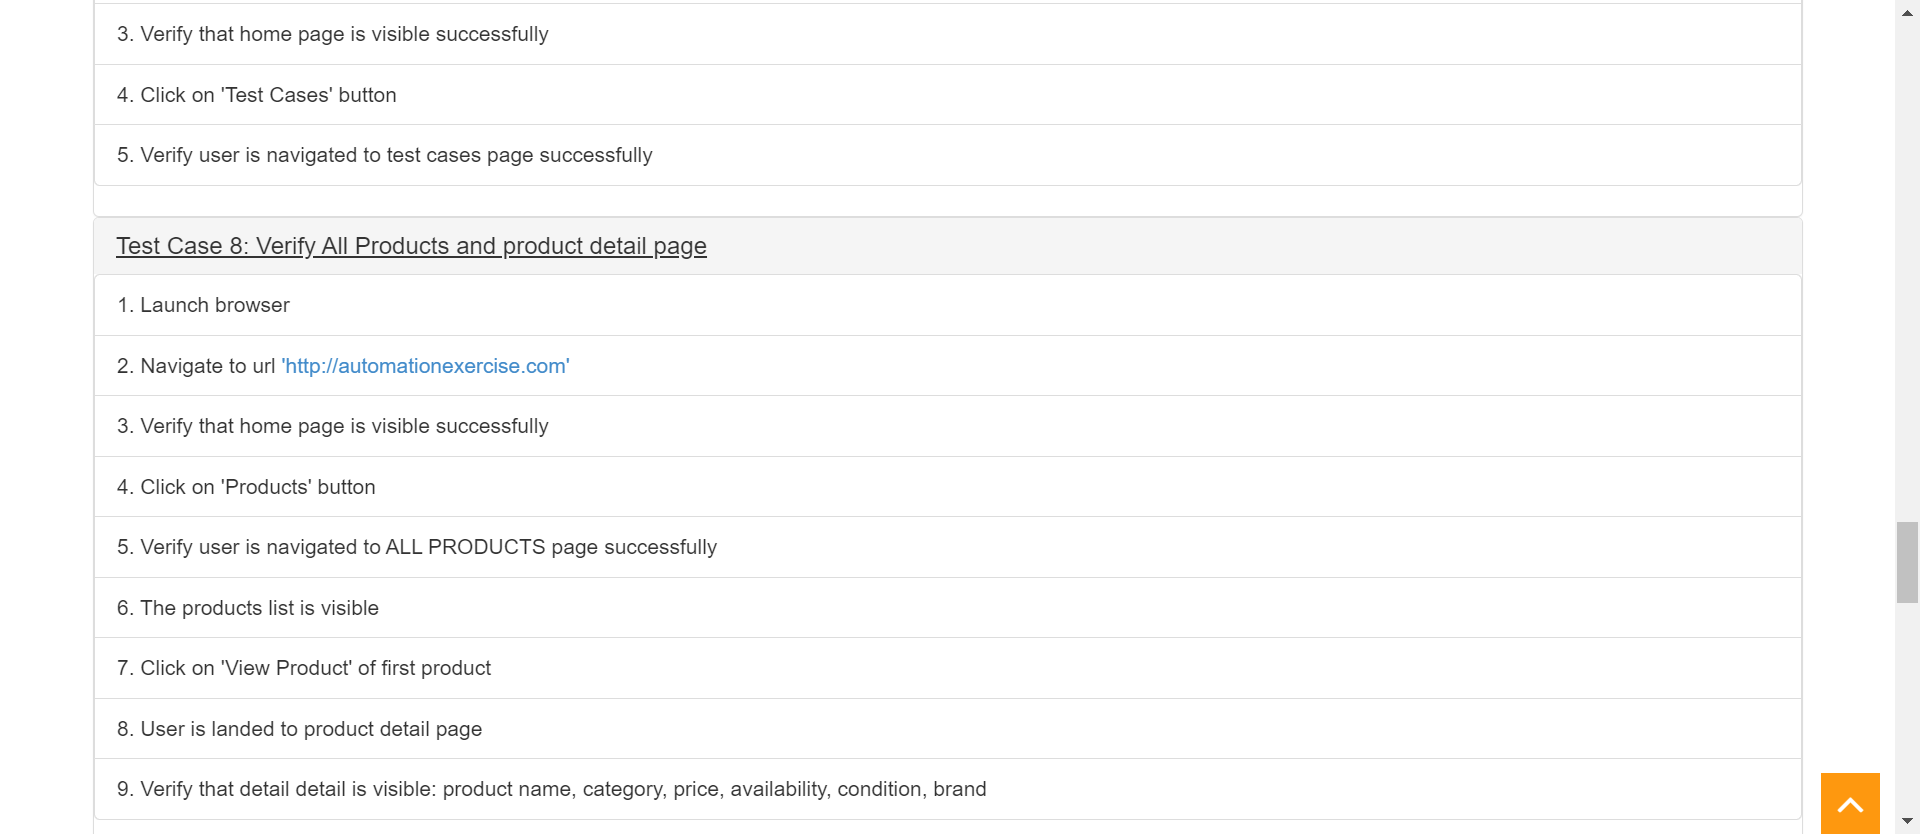 3. Verify that home page is visible successfully
4. Click on 'Test Cases' button
5. Verify user is navigated to test cases page successfully
Test Case 8: Verify All Products and product detail page
1. Launch browser
2. Navigate to url 'http://automationexercise.com'
3. Verify that home page is visible successfully
4. Click on 'Products' button
5. Verify user is navigated to ALL PRODUCTS page successfully
6. The products list is visible
7. Click on 'View Product' of first product
8. User is landed to product detail page
9. Verify that detail detail is visible: product name, category, price, availability, condition, brand